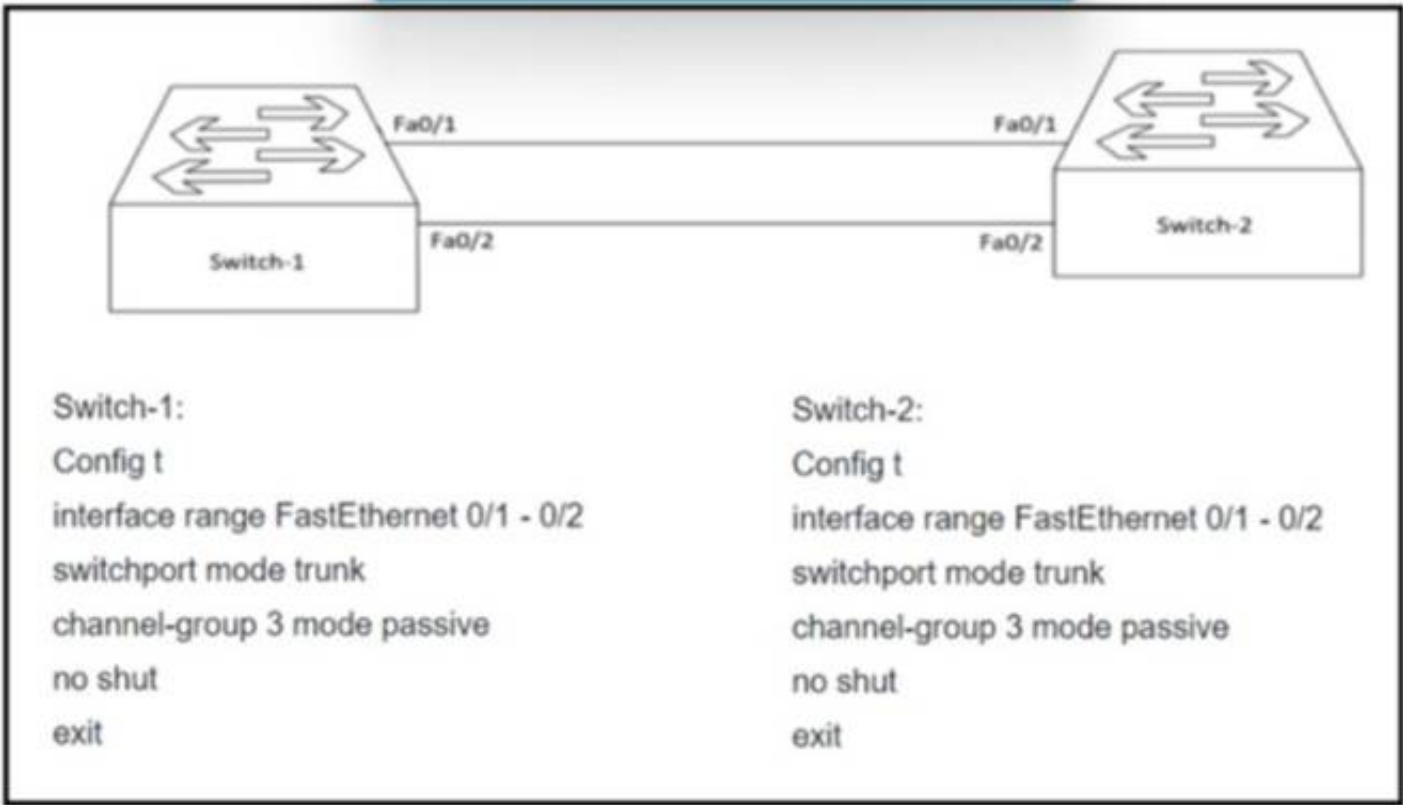 Fa0/1
Fa0/1
Fa0/2
Fa0/2
Switch-1
Switch-2
Switch-1:
Config t
interface range FastEthernet 0/1 - 0/2
switchport mode trunk
channel-group 3 mode passive
no shut
exit
Switch-2:
Config t
interface range FastEthernet 0/1 - 0/2
switchport mode trunk
channel-group 3 mode passive
no shut
exit